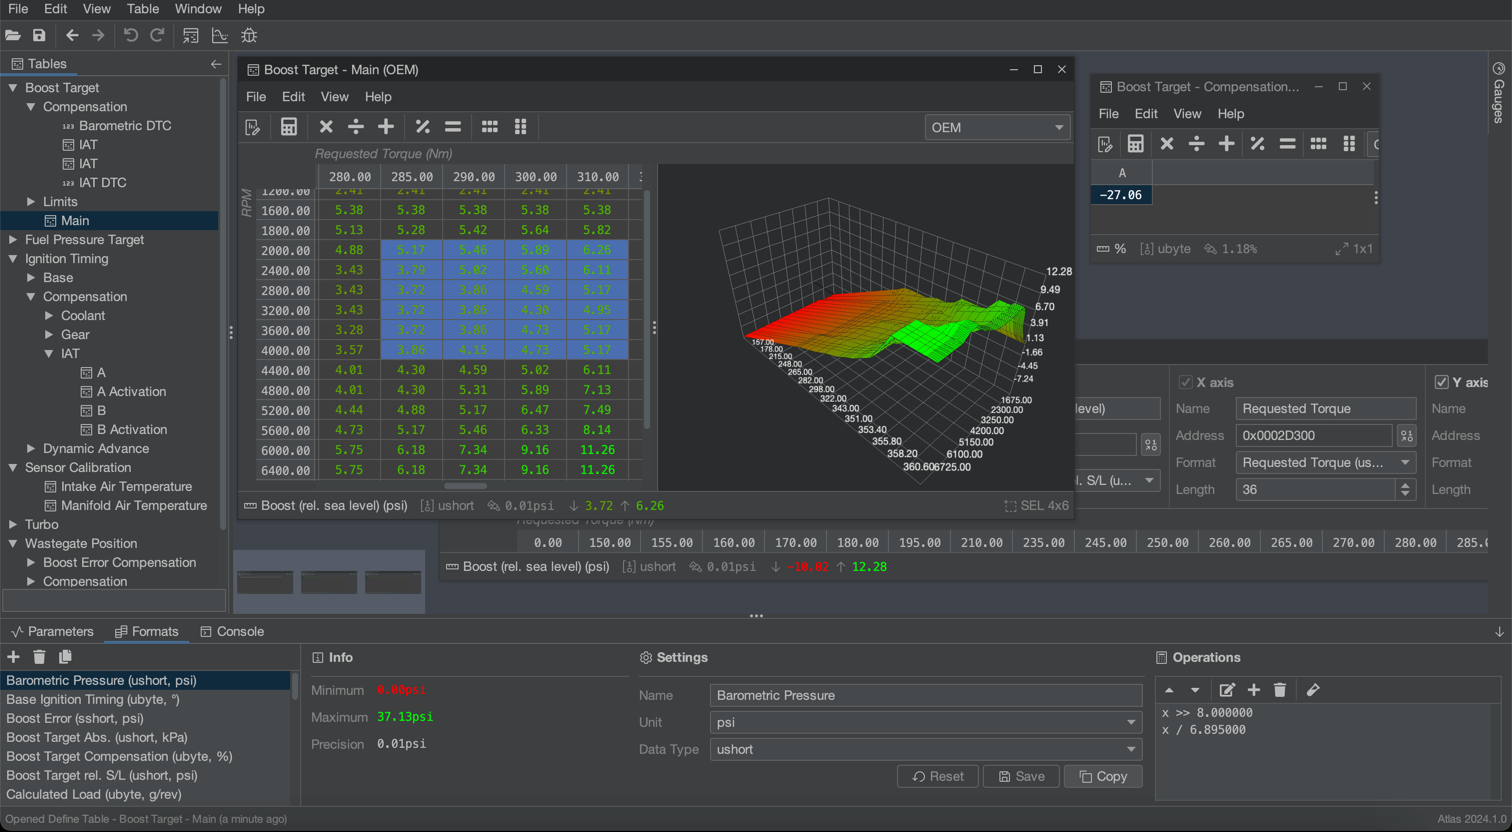 File Edit View Table Window Help
Tables
Boost Target
Compensation
123 Barometric DTC
IAT
IAT
123 IAT DTC
Limits
Main
Fuel Pressure Target
Ignition Timing
Base
Compensation
Coolant
Gear
IAT
A
A Activation
B
B Activation
Dynamic Advance
Sensor Calibration
Intake Air Temperature
Manifold Air Temperature
Turbo
Wastegate Position
Boost Error Compensation
Compensation
Boost Target - Main (OEM)
File Edit View Help
OEM
Requested Torque (Nm)
RPM
280.00 285.00 290.00 300.00 310.00
1200.00 2.41 2.41 2.41 2.41 2.41
1600.00 5.38 5.38 5.38 5.38 5.38
1800.00 5.13 5.28 5.42 5.64 5.82
2000.00 4.88 5.17 5.46 5.89 6.26
2400.00 3.43 3.79 5.02 5.60 6.11
2800.00 3.43 3.72 3.86 4.59 5.17
3200.00 3.43 3.72 3.86 4.30 4.95
3600.00 3.28 3.72 3.86 4.73 5.17
4000.00 3.57 3.86 4.15 4.73 5.17
4400.00 4.01 4.30 4.59 5.02 6.11
4800.00 4.01 4.30 5.31 5.89 7.13
5200.00 4.44 4.88 5.17 6.47 7.49
5600.00 4.73 5.17 5.46 6.33 8.14
6000.00 5.75 6.18 7.34 9.16 11.26
6400.00 5.75 6.18 7.34 9.16 11.26
12.28
9.49
6.70
3.91
1.13
-1.66
-4.45
-7.24
157.00
178.00
215.00
248.00
265.00
282.00
298.00
322.00
343.00
351.00
353.40
355.80
358.20
360.60
1675.00
2300.00
3250.00
4200.00
5150.00
6100.00
6725.00
Boost (rel. sea level) (psi) ushort 0.01psi ↓ 3.72 ↑ 6.26 SEL 4x6
Boost Target - Compensation...
File Edit View Help
A
-27.06
% ubyte 1.18% 1x1
Gauges
level)
. S/L (u...
X axis
Name Requested Torque
Address 0x0002D300
Format Requested Torque (us...
Length 36
Y axis
Name
Address
Format
Length
Requested Torque (Nm)
0.00 150.00 155.00 160.00 170.00 180.00 195.00 210.00 235.00 245.00 250.00 260.00 265.00 270.00 280.00 285.0
Boost (rel. sea level) (psi) ushort 0.01psi ↓ -10.02 ↑ 12.28
Parameters Formats Console
Barometric Pressure (ushort, psi)
Base Ignition Timing (ubyte, °)
Boost Error (sshort, psi)
Boost Target Abs. (ushort, kPa)
Boost Target Compensation (ubyte, %)
Boost Target rel. S/L (ushort, psi)
Calculated Load (ubyte, g/rev)
Info
Minimum 0.00psi
Maximum 37.13psi
Precision 0.01psi
Settings
Name Barometric Pressure
Unit psi
Data Type ushort
Reset Save Copy
Operations
x >> 8.000000
x / 6.895000
Opened Define Table - Boost Target - Main (a minute ago)
Atlas 2024.1.0